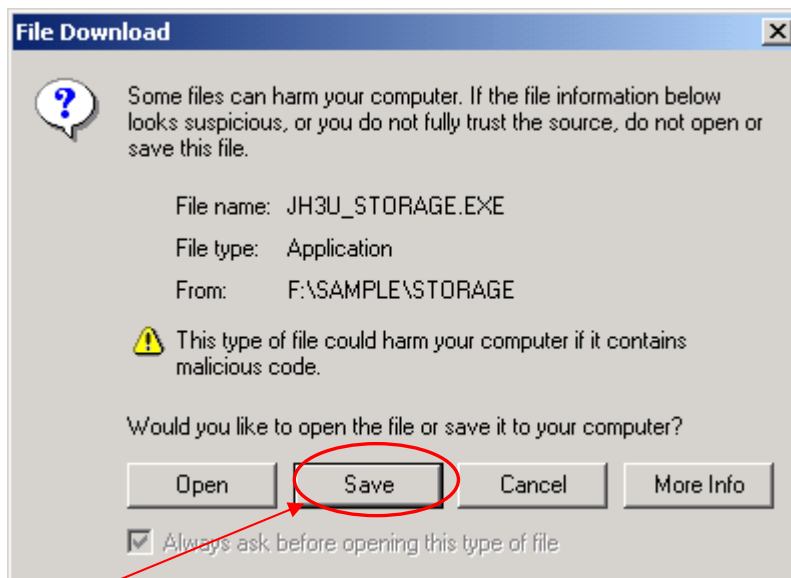 File Download
Some files can harm your computer. If the file information below
looks suspicious, or you do not fully trust the source, do not open or
save this file.
File name: JH3U_STORAGE.EXE
File type: Application
From: F:\SAMPLE\STORAGE
This type of file could harm your computer if it contains
malicious code.
Would you like to open the file or save it to your computer?
Open Save Cancel More Info
Always ask before opening this type of file